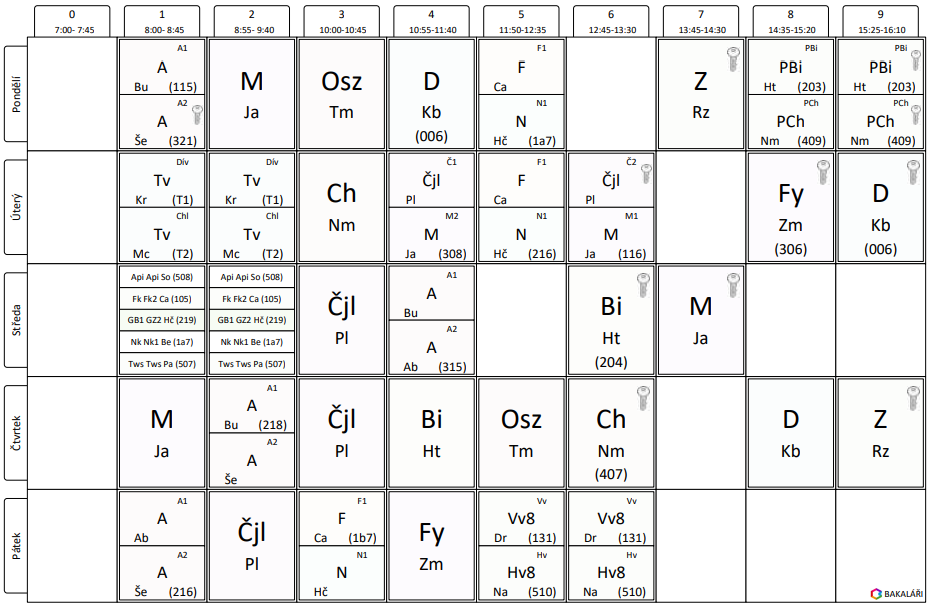 0 1 2 3 4 5 6 7 8 9
7:00- 7:45 8:00- 8:45 8:55- 9:40 10:00-10:45 10:55-11:40 11:50-12:35 12:45-13:30 13:45-14:30 14:35-15:20 15:25-16:10
Pondělí
A1
A
Bu (115)
A2
A
Še (321)
M
Ja
Osz
Tm
D
Kb
(006)
F1
F
Ca
N1
N
Hč (1a7)
Z
Rz
PBi
PBi
Ht (203)
PCh
PCh
Nm (409)
PBi
PBi
Ht (203)
PCh
PCh
Nm (409)
Úterý
Dív
Tv
Kr (T1)
Chl
Tv
Mc (T2)
Dív
Tv
Kr (T1)
Chl
Tv
Mc (T2)
Ch
Nm
Č1
Čjl
Pl
M2
M
Ja (308)
F1
F
Ca
N1
N
Hč (216)
Č2
Čjl
Pl
M1
M
Ja (116)
Fy
Zm
(306)
D
Kb
(006)
Středa
Api Api So (508)
Fk Fk2 Ca (105)
GB1 GZ2 Hč (219)
Nk Nk1 Be (1a7)
Tws Tws Pa (507)
Api Api So (508)
Fk Fk2 Ca (105)
GB1 GZ2 Hč (219)
Nk Nk1 Be (1a7)
Tws Tws Pa (507)
Čjl
Pl
A1
A
Bu
A2
A
Ab (315)
Bi
Ht
(204)
M
Ja
Čtvrtek
M
Ja
A1
A
Bu (218)
A2
A
Še
Čjl
Pl
Bi
Ht
Osz
Tm
Ch
Nm
(407)
D
Kb
Z
Rz
Pátek
A1
A
Ab
A2
A
Še (216)
Čjl
Pl
F1
F
Ca (1b7)
N1
N
Hč
Fy
Zm
Vv
Vv8
Dr (131)
Hv
Hv8
Na (510)
Vv
Vv8
Dr (131)
Hv
Hv8
Na (510)
BAKALÁŘI